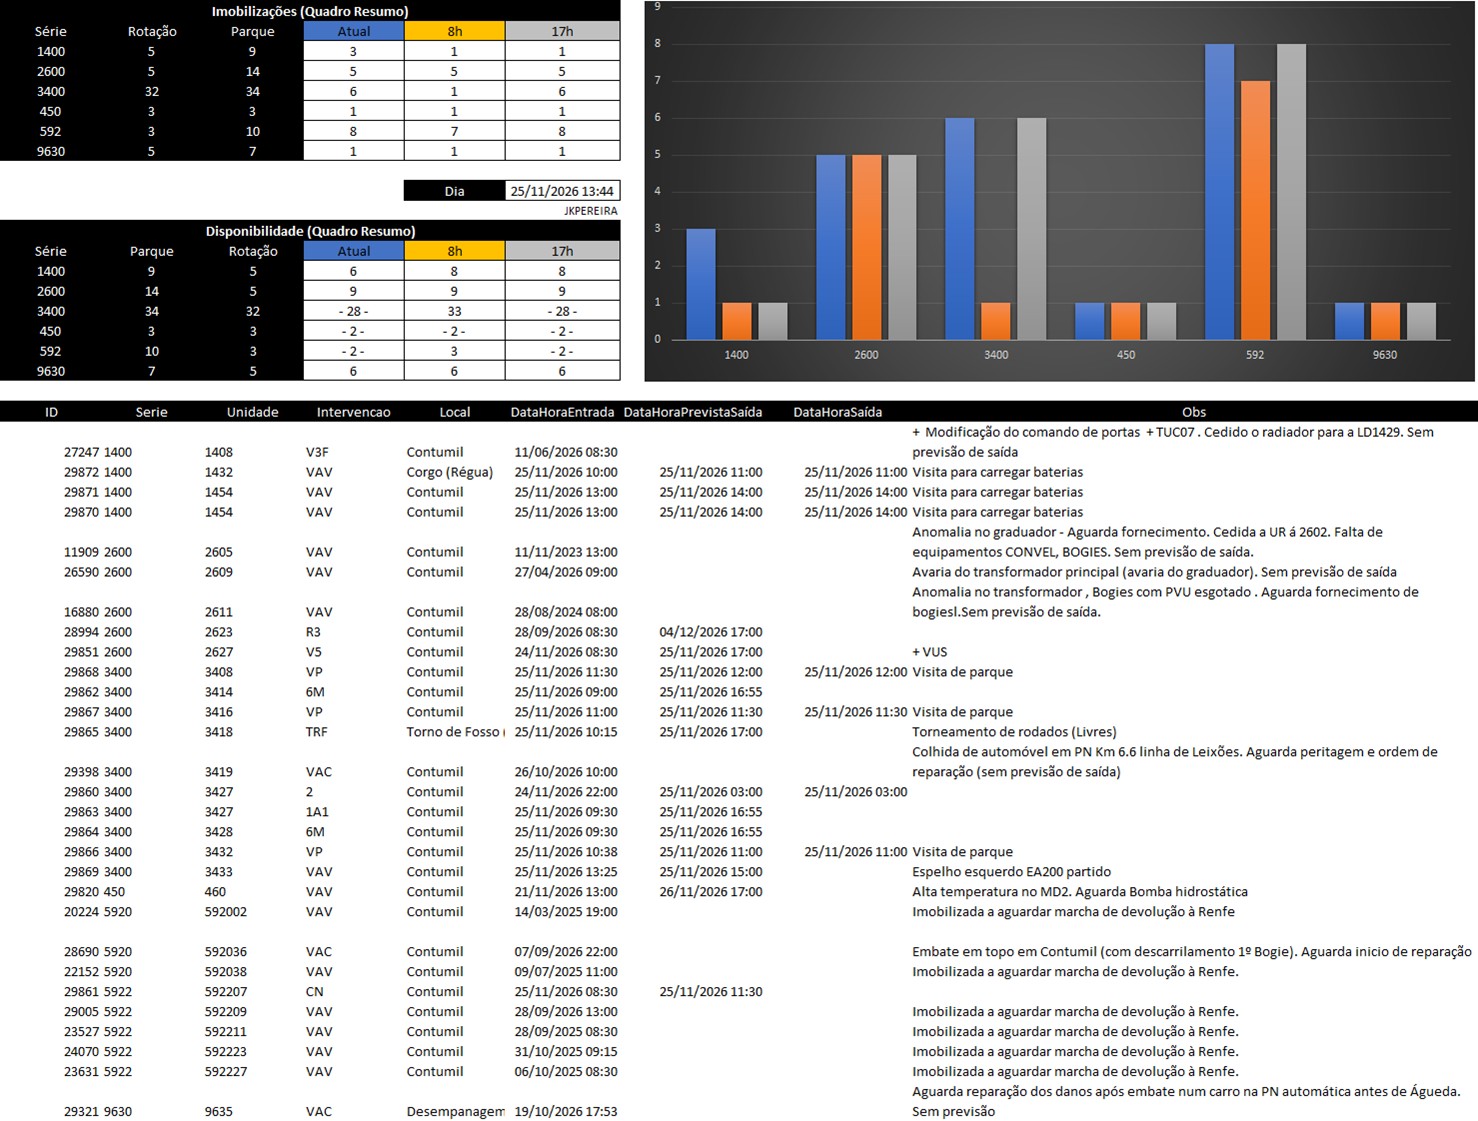 Imobilizações (Quadro Resumo)
Série Rotação Parque Atual 8h 17h
1400 5 9 3 1 1
2600 5 14 5 5 5
3400 32 34 6 1 6
450 3 3 1 1 1
592 3 10 8 7 8
9630 5 7 1 1 1
Dia 25/11/2026 13:44
JKPEREIRA
Disponibilidade (Quadro Resumo)
Série Parque Rotação Atual 8h 17h
1400 9 5 6 8 8
2600 14 5 9 9 9
3400 34 32 - 28 - 33 - 28 -
450 3 3 - 2 - - 2 - - 2 -
592 10 3 - 2 - 3 - 2 -
9630 7 5 6 6 6
9
8
7
6
5
4
3
2
1
0
1400 2600 3400 450 592 9630
ID Serie Unidade Intervencao Local DataHoraEntrada DataHoraPrevistaSaída DataHoraSaída Obs
+ Modificação do comando de portas + TUC07 . Cedido o radiador para a LD1429. Sem
27247 1400 1408 V3F Contumil 11/06/2026 08:30 previsão de saída
29872 1400 1432 VAV Corgo (Régua) 25/11/2026 10:00 25/11/2026 11:00 25/11/2026 11:00 Visita para carregar baterias
29871 1400 1454 VAV Contumil 25/11/2026 13:00 25/11/2026 14:00 25/11/2026 14:00 Visita para carregar baterias
29870 1400 1454 VAV Contumil 25/11/2026 13:00 25/11/2026 14:00 25/11/2026 14:00 Visita para carregar baterias
Anomalia no graduador - Aguarda fornecimento. Cedida a UR á 2602. Falta de
11909 2600 2605 VAV Contumil 11/11/2023 13:00 equipamentos CONVEL, BOGIES. Sem previsão de saída.
26590 2600 2609 VAV Contumil 27/04/2026 09:00 Avaria do transformador principal (avaria do graduador). Sem previsão de saída
Anomalia no transformador , Bogies com PVU esgotado . Aguarda fornecimento de
16880 2600 2611 VAV Contumil 28/08/2024 08:00 bogiesl.Sem previsão de saída.
28994 2600 2623 R3 Contumil 28/09/2026 08:30 04/12/2026 17:00
29851 2600 2627 V5 Contumil 24/11/2026 08:30 25/11/2026 17:00 + VUS
29868 3400 3408 VP Contumil 25/11/2026 11:30 25/11/2026 12:00 25/11/2026 12:00 Visita de parque
29862 3400 3414 6M Contumil 25/11/2026 09:00 25/11/2026 16:55
29867 3400 3416 VP Contumil 25/11/2026 11:00 25/11/2026 11:30 25/11/2026 11:30 Visita de parque
29865 3400 3418 TRF Torno de Fosso ( 25/11/2026 10:15 25/11/2026 17:00 Torneamento de rodados (Livres)
Colhida de automóvel em PN Km 6.6 linha de Leixões. Aguarda peritagem e ordem de
29398 3400 3419 VAC Contumil 26/10/2026 10:00 reparação (sem previsão de saída)
29860 3400 3427 2 Contumil 24/11/2026 22:00 25/11/2026 03:00 25/11/2026 03:00
29863 3400 3427 1A1 Contumil 25/11/2026 09:30 25/11/2026 16:55
29864 3400 3428 6M Contumil 25/11/2026 09:30 25/11/2026 16:55
29866 3400 3432 VP Contumil 25/11/2026 10:38 25/11/2026 11:00 25/11/2026 11:00 Visita de parque
29869 3400 3433 VAV Contumil 25/11/2026 13:25 25/11/2026 15:00 Espelho esquerdo EA200 partido
29820 450 460 VAV Contumil 21/11/2026 13:00 26/11/2026 17:00 Alta temperatura no MD2. Aguarda Bomba hidrostática
20224 5920 592002 VAV Contumil 14/03/2025 19:00 Imobilizada a aguardar marcha de devolução à Renfe
28690 5920 592036 VAC Contumil 07/09/2026 22:00 Embate em topo em Contumil (com descarrilamento 1º Bogie). Aguarda inicio de reparação
22152 5920 592038 VAV Contumil 09/07/2025 11:00 Imobilizada a aguardar marcha de devolução à Renfe.
29861 5922 592207 CN Contumil 25/11/2026 08:30 25/11/2026 11:30
29005 5922 592209 VAV Contumil 28/09/2026 13:00 Imobilizada a aguardar marcha de devolução à Renfe.
23527 5922 592211 VAV Contumil 28/09/2025 08:30 Imobilizada a aguardar marcha de devolução à Renfe.
24070 5922 592223 VAV Contumil 31/10/2025 09:15 Imobilizada a aguardar marcha de devolução à Renfe.
23631 5922 592227 VAV Contumil 06/10/2025 08:30 Imobilizada a aguardar marcha de devolução à Renfe.
Aguarda reparação dos danos após embate num carro na PN automática antes de Águeda.
29321 9630 9635 VAC Desempanagem 19/10/2026 17:53 Sem previsão